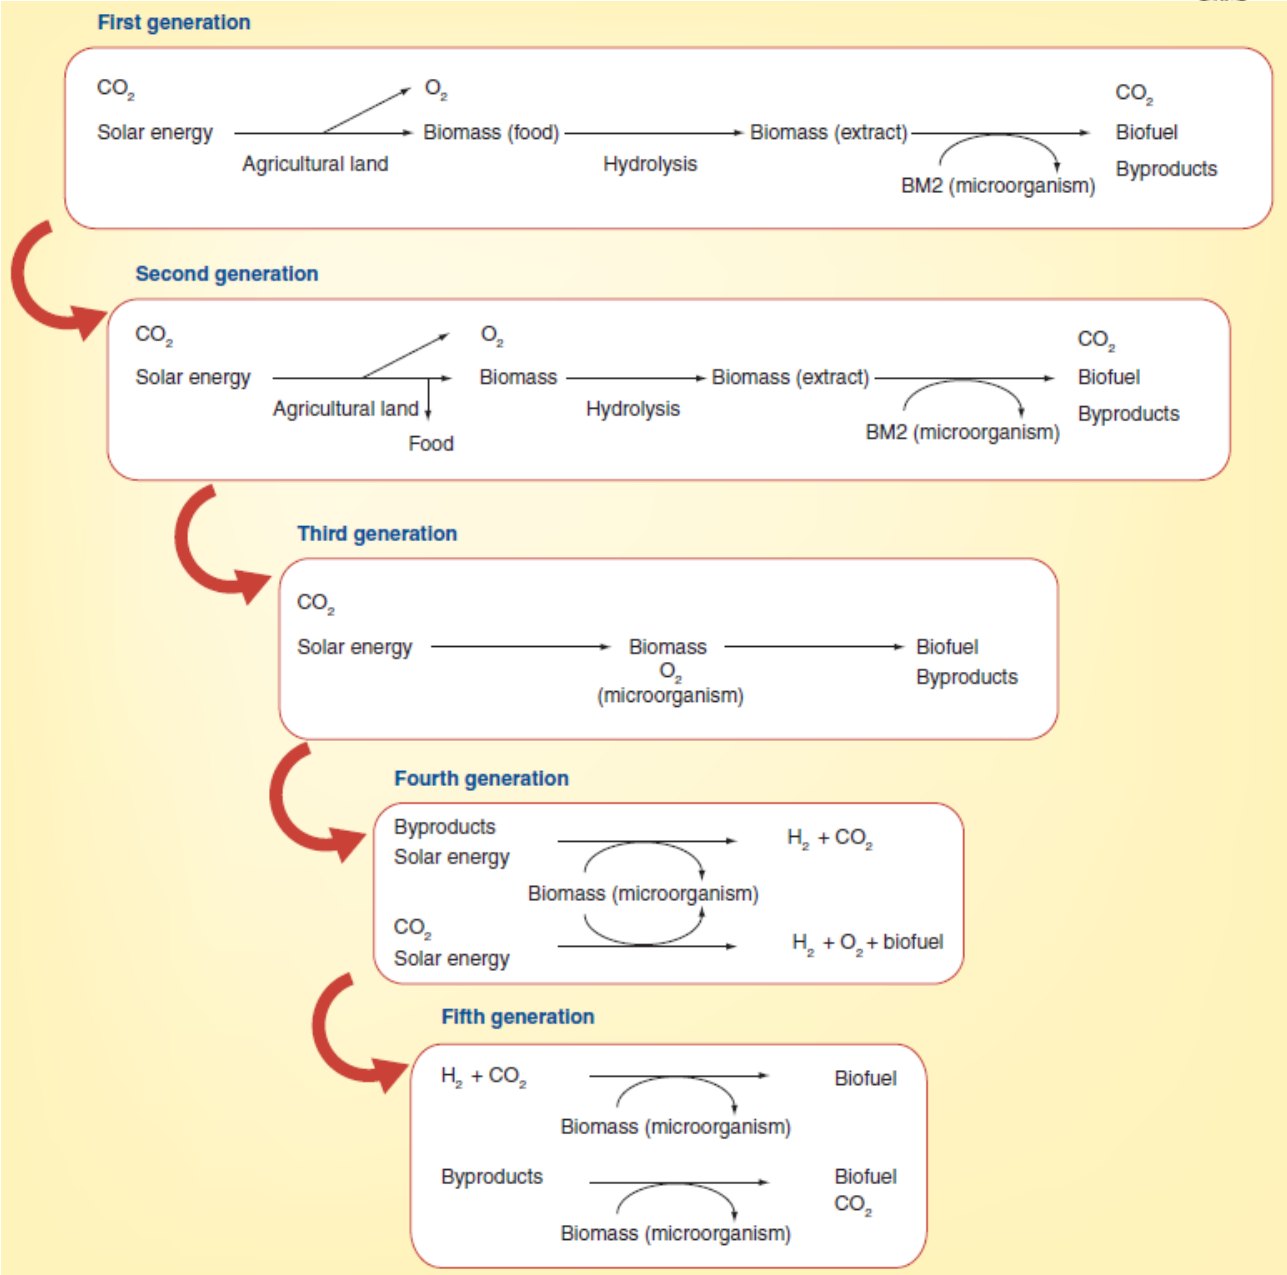 First generation
CO₂
O₂
CO₂
Solar energy
Biomass (food)
Biomass (extract)
Biofuel
Agricultural land
Hydrolysis
BM2 (microorganism)
Byproducts
Second generation
CO₂
O₂
CO₂
Solar energy
Biomass
Biomass (extract)
Biofuel
Agricultural land
Hydrolysis
Byproducts
BM2 (microorganism)
Food
Third generation
CO₂
Solar energy
Biomass
Biofuel
O₂
Byproducts
(microorganism)
Fourth generation
Byproducts
H₂ + CO₂
Solar energy
Biomass (microorganism)
CO₂
H₂ + O₂ + biofuel
Solar energy
Fifth generation
H₂ + CO₂
Biofuel
Biomass (microorganism)
Byproducts
Biofuel
CO₂
Biomass (microorganism)